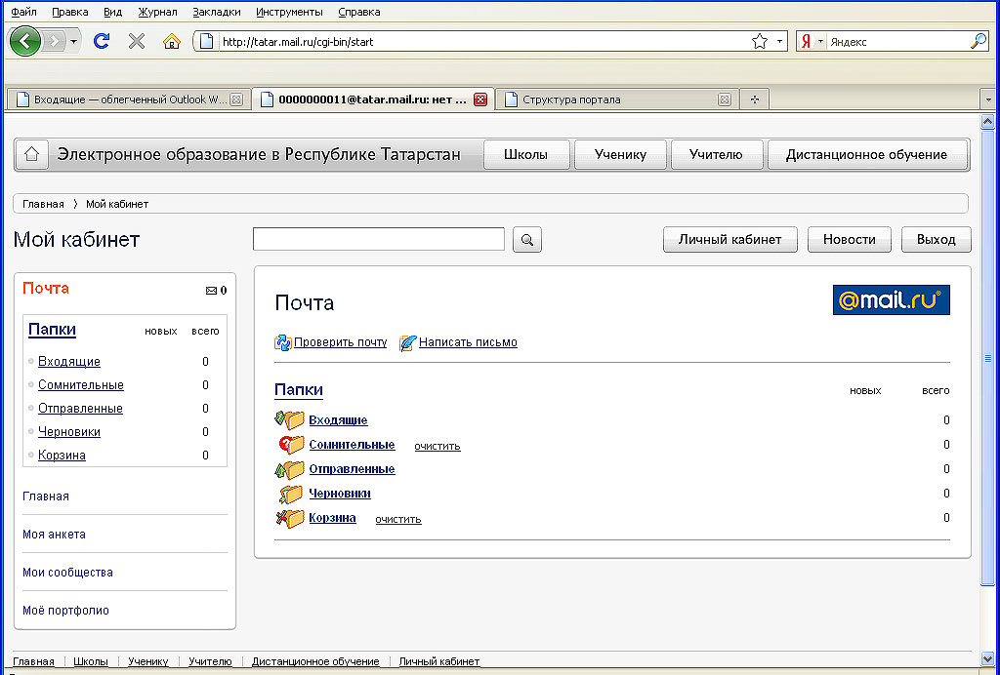 Файл Правка Вид Журнал Закладки Инструменты Справка
http://tatar.mail.ru/cgi-bin/start Я Яндекс
Входящие — облегченный Outlook W... 0000000011@tatar.mail.ru: нет ... Структура портала
Электронное образование в Республике Татарстан Школы Ученику Учителю Дистанционное обучение
Главная 〉 Мой кабинет
Мой кабинет Личный кабинет Новости Выход
Почта 0
Папки новых всего
Входящие 0
Сомнительные 0
Отправленные 0
Черновики 0
Корзина 0
Главная
Моя анкета
Мои сообщества
Моё портфолио
Почта @mail.ru®
Проверить почту Написать письмо
Папки новых всего
Входящие 0
Сомнительные очистить 0
Отправленные 0
Черновики 0
Корзина очистить 0
Главная | Школы | Ученику | Учителю | Дистанционное обучение | Личный кабинет